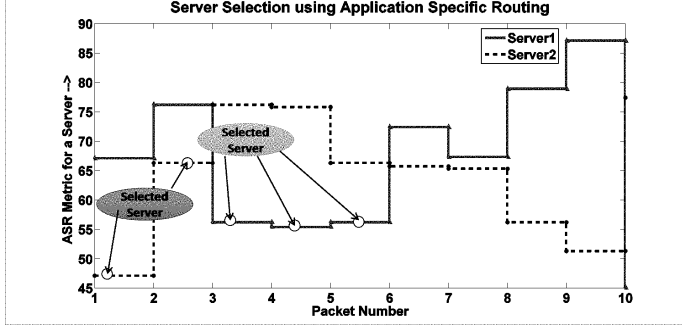 Server Selection using Application Specific Routing
90
85
80
75
70
65
60
55
50
45
ASR Metric for a Server -->
Server1
Server2
Selected
Server
Selected
Server
1 2 3 4 5 6 7 8 9 10
Packet Number